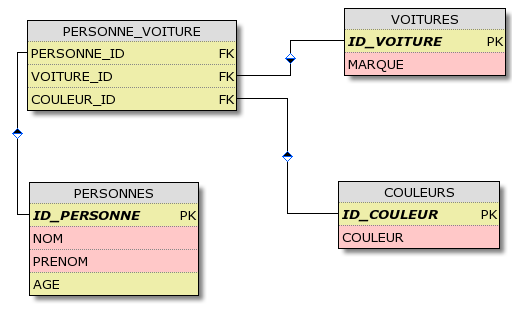 PERSONNE_VOITURE
PERSONNE_ID FK
VOITURE_ID FK
COULEUR_ID FK
VOITURES
ID_VOITURE PK
MARQUE
PERSONNES
ID_PERSONNE PK
NOM
PRENOM
AGE
COULEURS
ID_COULEUR PK
COULEUR